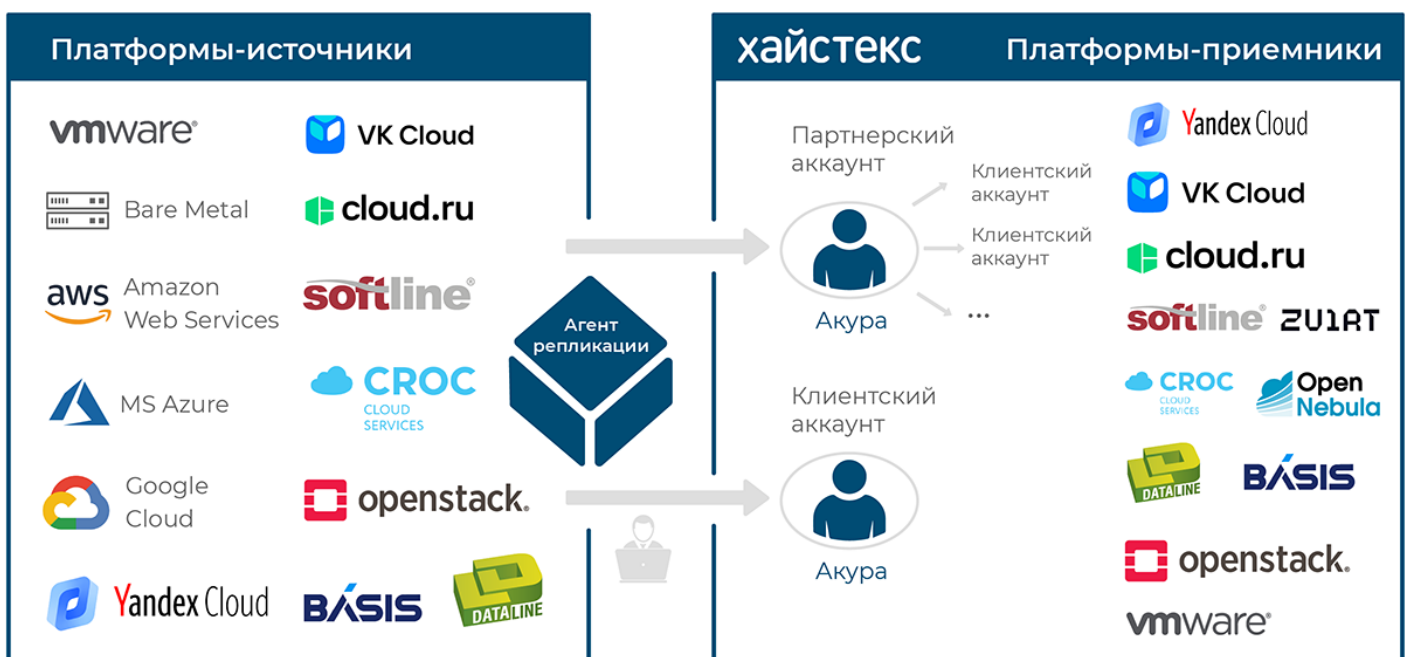 Платформы-источники
vmware®
VK Cloud
Bare Metal
cloud.ru
aws
Amazon
Web Services
softline®
MS Azure
CROC
CLOUD
SERVICES
Google
Cloud
openstack.
Yandex Cloud
BASIS
DATALINE
Агент
репликации
хайстекс
Платформы-приемники
Партнерский
аккаунт
Клиентский
аккаунт
Клиентский
аккаунт
...
Акура
Клиентский
аккаунт
Акура
Yandex Cloud
VK Cloud
cloud.ru
softline®
ZV1RT
CROC
CLOUD
SERVICES
Open
Nebula
DATALINE
BASIS
openstack.
vmware®